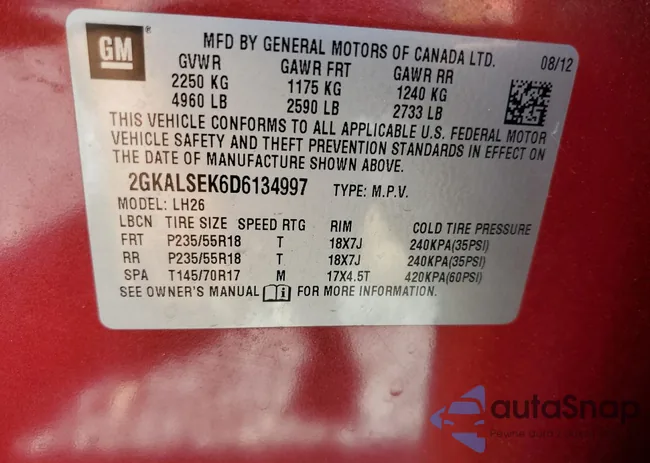 GM
MFD BY GENERAL MOTORS OF CANADA LTD. 08/12
GVWR GAWR FRT GAWR RR
2250 KG 1175 KG 1240 KG
4960 LB 2590 LB 2733 LB
THIS VEHICLE CONFORMS TO ALL APPLICABLE U.S. FEDERAL MOTOR
VEHICLE SAFETY AND THEFT PREVENTION STANDARDS IN EFFECT ON
THE DATE OF MANUFACTURE SHOWN ABOVE.
2GKALSEK6D6134997 TYPE: M.P.V.
MODEL: LH26
LBCN TIRE SIZE SPEED RTG RIM COLD TIRE PRESSURE
FRT P235/55R18 T 18X7J 240KPA(35PSI)
RR P235/55R18 T 18X7J 240KPA(35PSI)
SPA T145/70R17 M 17X4.5T 420KPA(60PSI)
SEE OWNER'S MANUAL FOR MORE INFORMATION.
autoSnap
Pewne auta